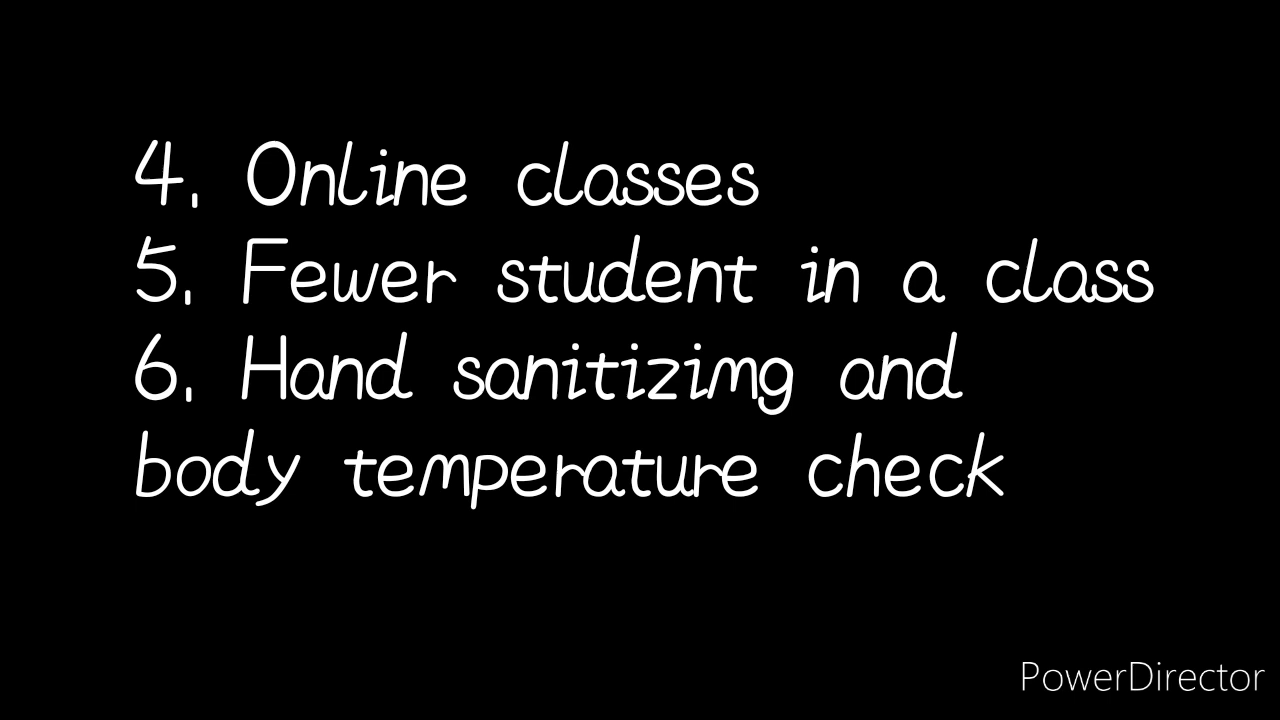 4. Online classes
5. Fewer student in a class
6. Hand sanitizimg and
body temperature check
PowerDirector